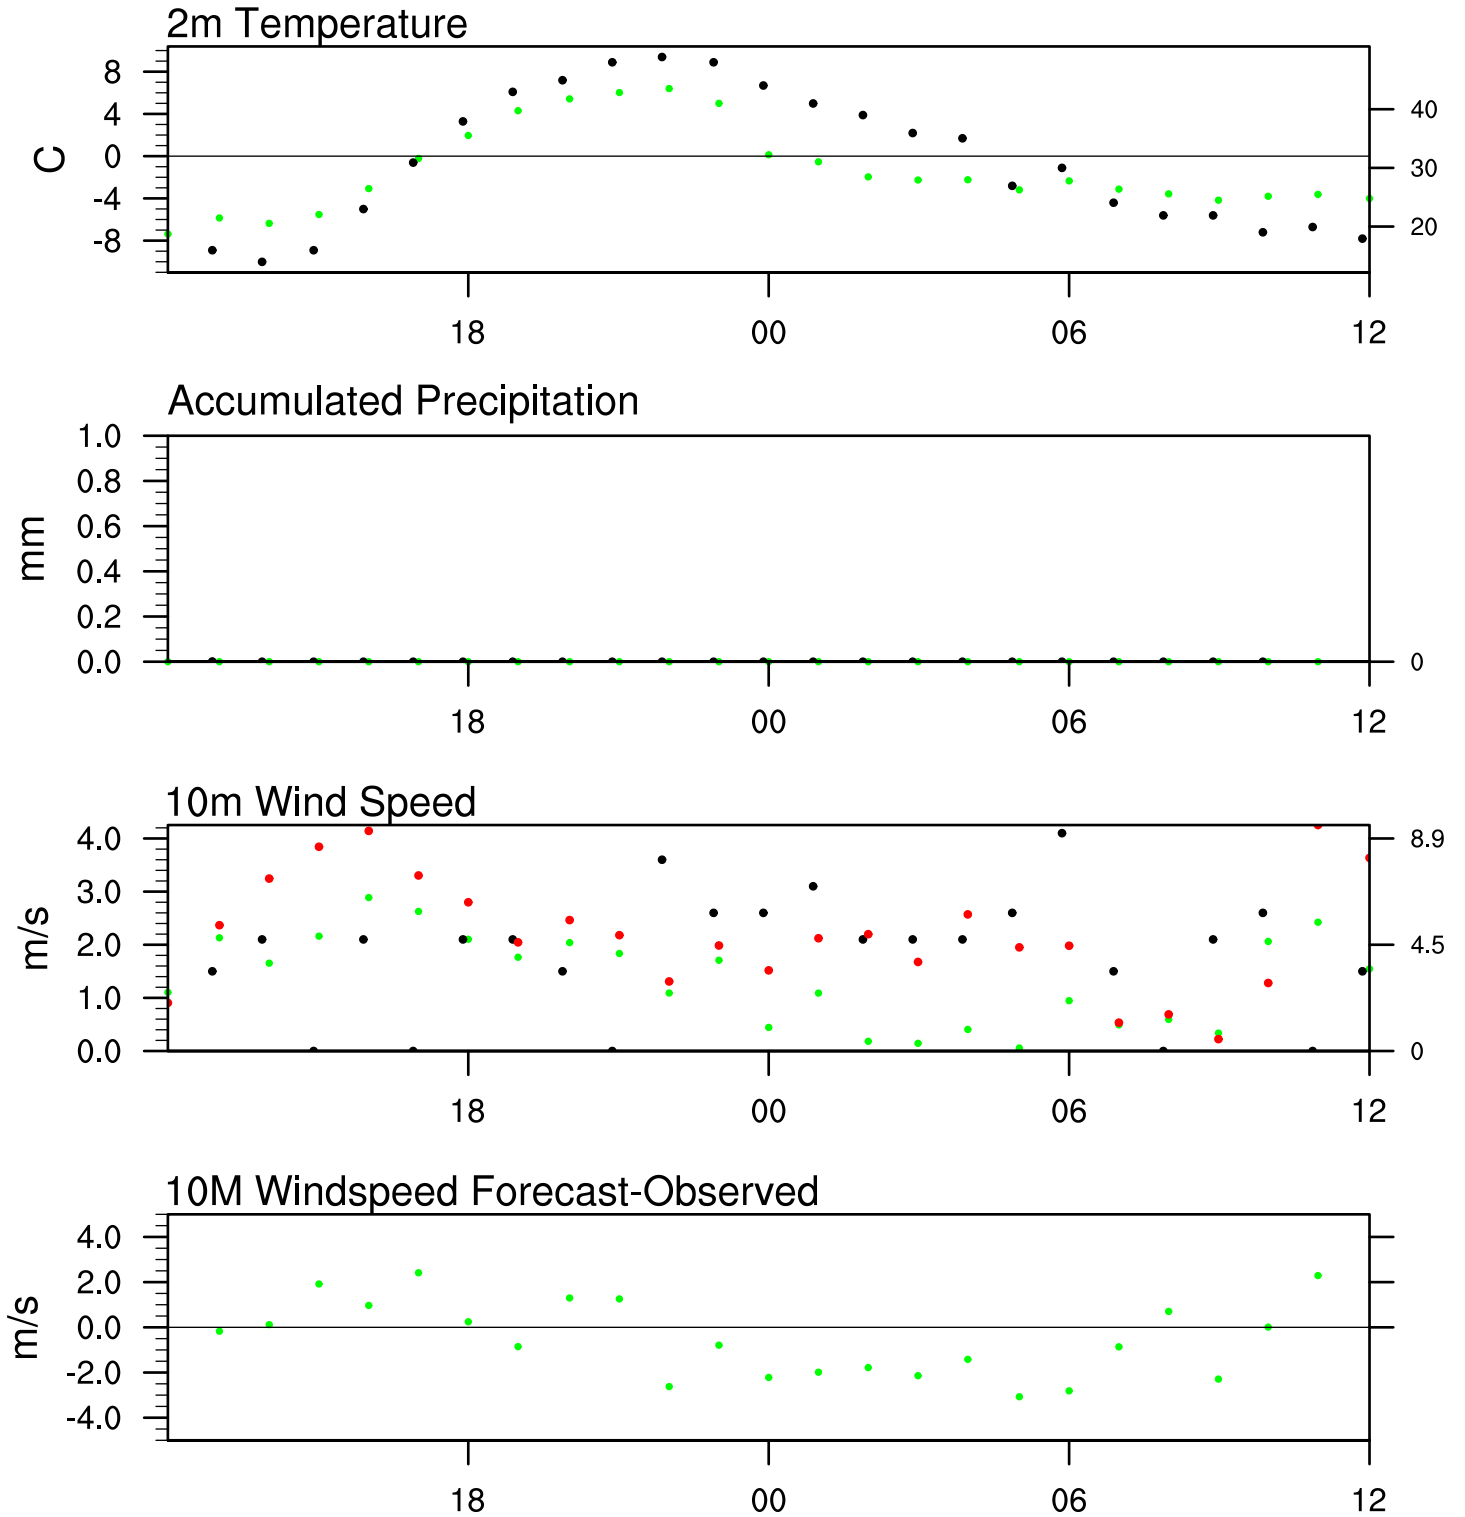 2m Temperature
8
4
0
-4
-8
C
40
30
20
18 00 06 12
Accumulated Precipitation
1.0
0.8
0.6
0.4
0.2
0.0
mm
0
18 00 06 12
10m Wind Speed
4.0
3.0
2.0
1.0
0.0
m/s
8.9
4.5
0
18 00 06 12
10M Windspeed Forecast-Observed
4.0
2.0
0.0
-2.0
-4.0
m/s
18 00 06 12